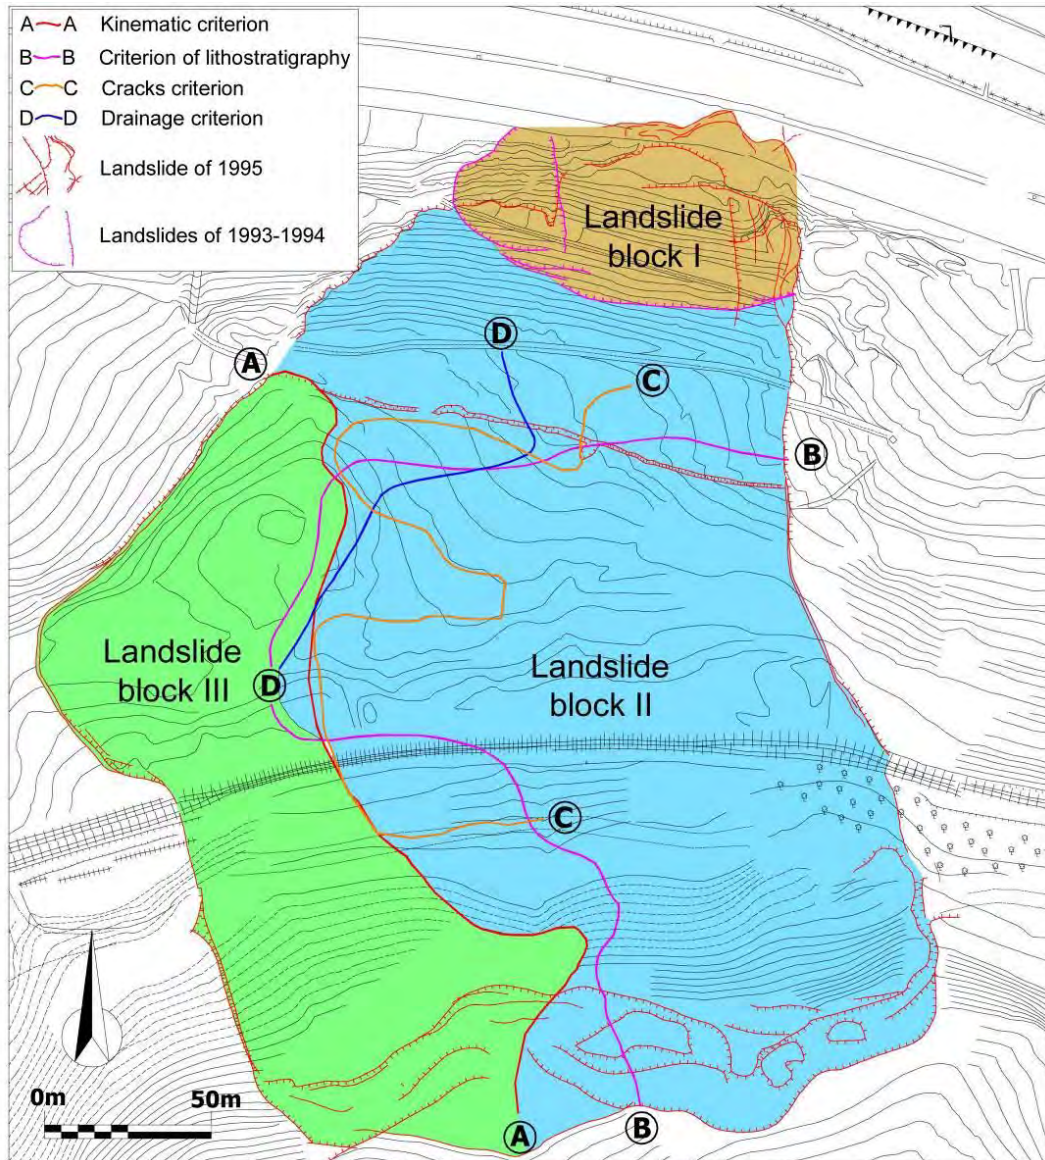 A A Kinematic criterion
B B Criterion of lithostratigraphy
C C Cracks criterion
D D Drainage criterion
Landslide of 1995
Landslides of 1993-1994
Landslide
block I
D
A
C
B
Landslide
block III
D
Landslide
block II
C
0m 50m
A
B